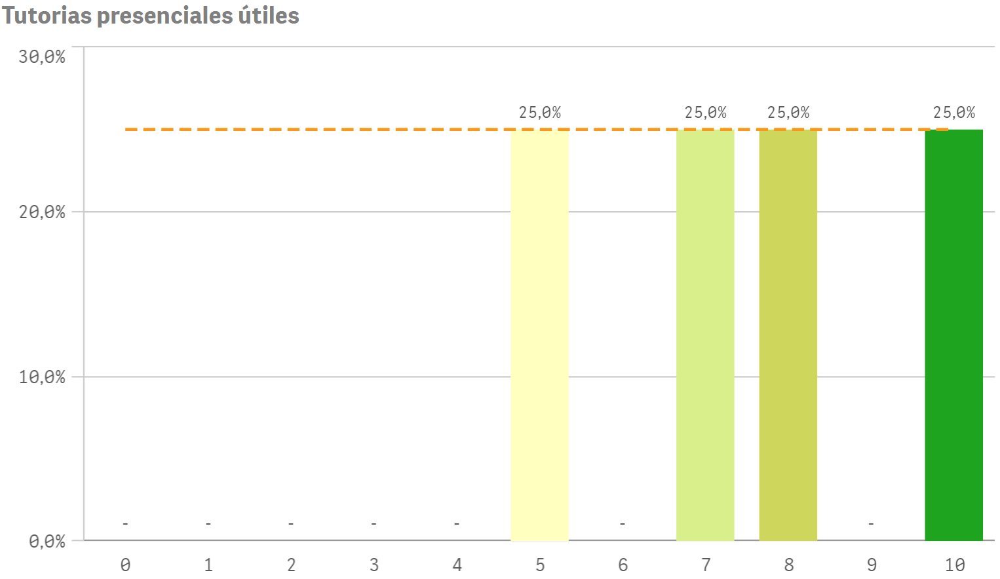 Tutorias presenciales útiles
30,0%
25,0% 25,0% 25,0% 25,0%
20,0%
10,0%
- - - - - - -
0,0%
0 1 2 3 4 5 6 7 8 9 10